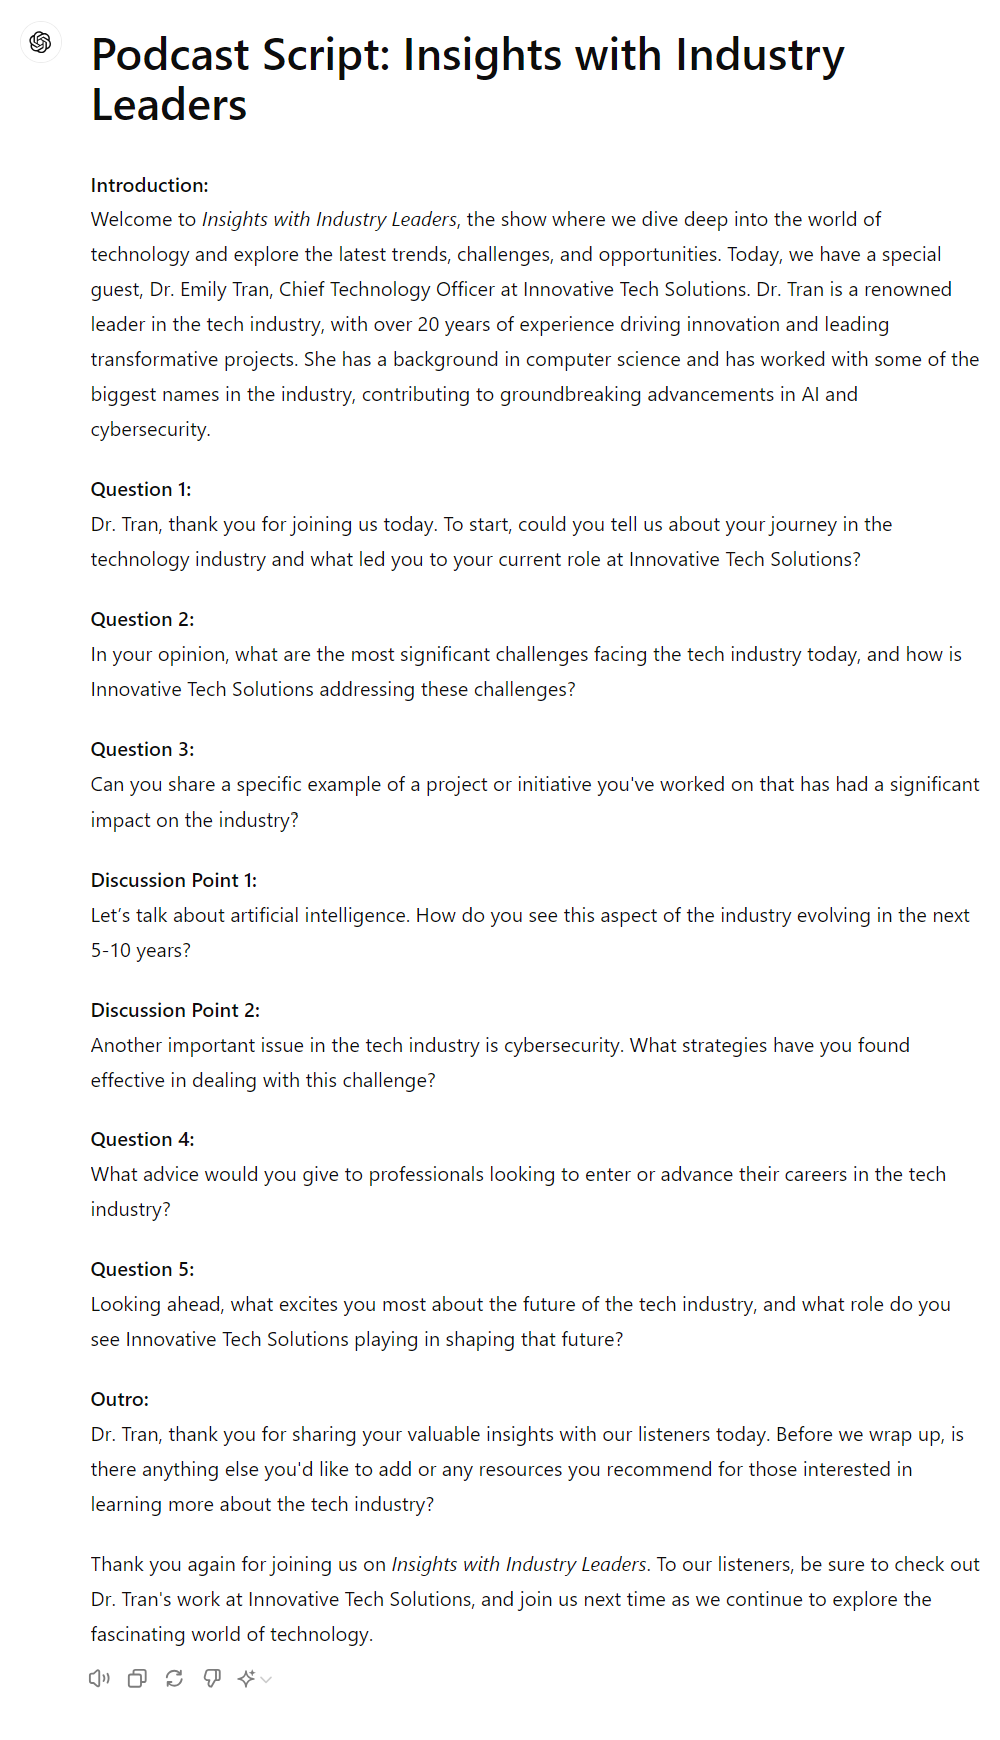 Podcast Script: Insights with Industry
Leaders
Introduction:
Welcome to Insights with Industry Leaders, the show where we dive deep into the world of
technology and explore the latest trends, challenges, and opportunities. Today, we have a special
guest, Dr. Emily Tran, Chief Technology Officer at Innovative Tech Solutions. Dr. Tran is a renowned
leader in the tech industry, with over 20 years of experience driving innovation and leading
transformative projects. She has a background in computer science and has worked with some of the
biggest names in the industry, contributing to groundbreaking advancements in AI and
cybersecurity.
Question 1:
Dr. Tran, thank you for joining us today. To start, could you tell us about your journey in the
technology industry and what led you to your current role at Innovative Tech Solutions?
Question 2:
In your opinion, what are the most significant challenges facing the tech industry today, and how is
Innovative Tech Solutions addressing these challenges?
Question 3:
Can you share a specific example of a project or initiative you've worked on that has had a significant
impact on the industry?
Discussion Point 1:
Let’s talk about artificial intelligence. How do you see this aspect of the industry evolving in the next
5-10 years?
Discussion Point 2:
Another important issue in the tech industry is cybersecurity. What strategies have you found
effective in dealing with this challenge?
Question 4:
What advice would you give to professionals looking to enter or advance their careers in the tech
industry?
Question 5:
Looking ahead, what excites you most about the future of the tech industry, and what role do you
see Innovative Tech Solutions playing in shaping that future?
Outro:
Dr. Tran, thank you for sharing your valuable insights with our listeners today. Before we wrap up, is
there anything else you'd like to add or any resources you recommend for those interested in
learning more about the tech industry?
Thank you again for joining us on Insights with Industry Leaders. To our listeners, be sure to check out
Dr. Tran's work at Innovative Tech Solutions, and join us next time as we continue to explore the
fascinating world of technology.